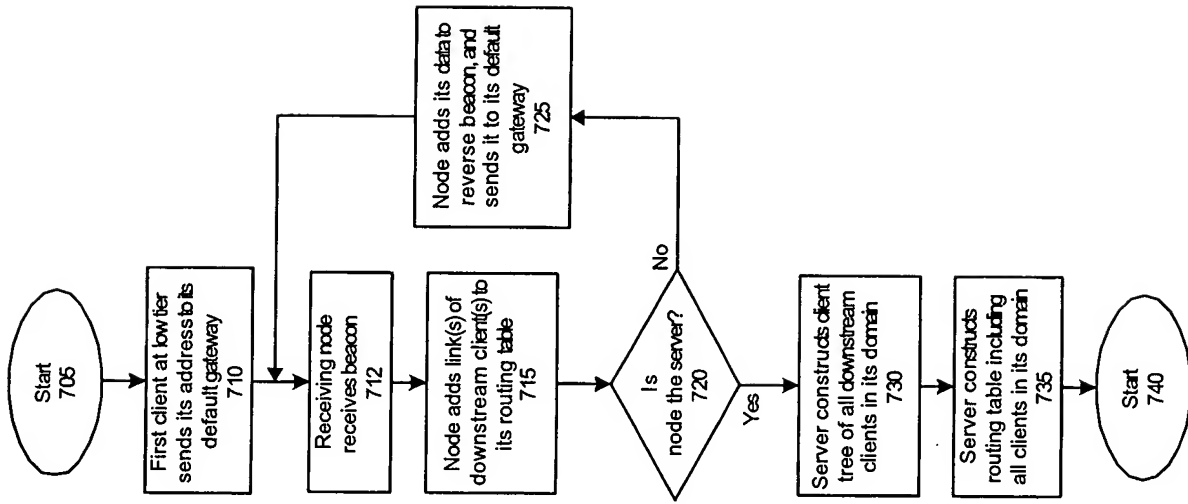 Start
705
First client at low tier
sends its address to its
default gateway
710
Receiving node
receives beacon
712
Node adds link(s) of
downstream client(s) to
its routing table
715
Is
node the server?
720
No
Node adds its data to
reverse beacon, and
sends it to its default
gateway
725
Yes
Server constructs client
tree of all downstream
clients in its domain
730
Server constructs
routing table including
all clients in its domain
735
Start
740